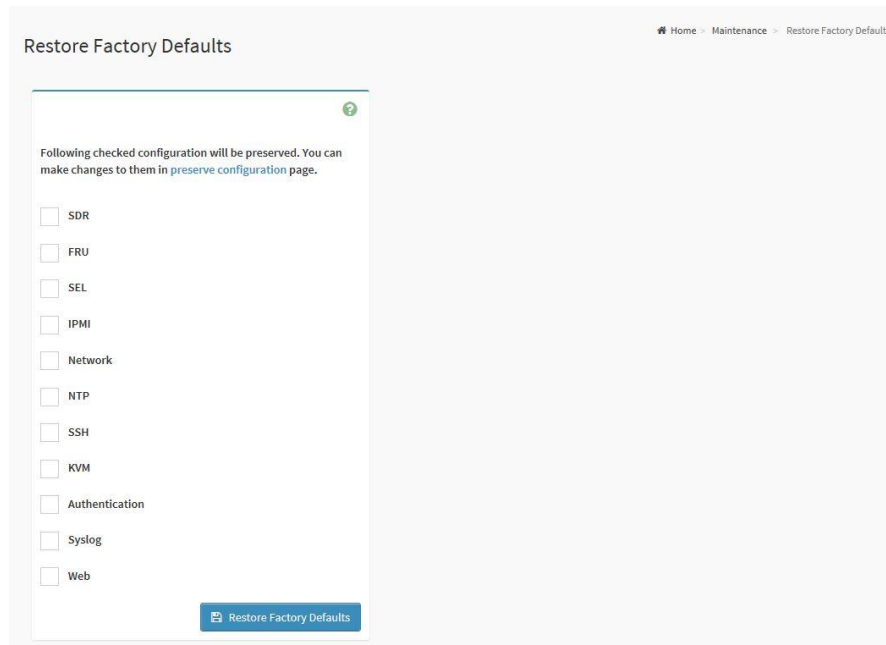 Restore Factory Defaults
Home > Maintenance > Restore Factory Default
Following checked configuration will be preserved. You can
make changes to them in preserve configuration page.
SDR
FRU
SEL
IPMI
Network
NTP
SSH
KVM
Authentication
Syslog
Web
Restore Factory Defaults